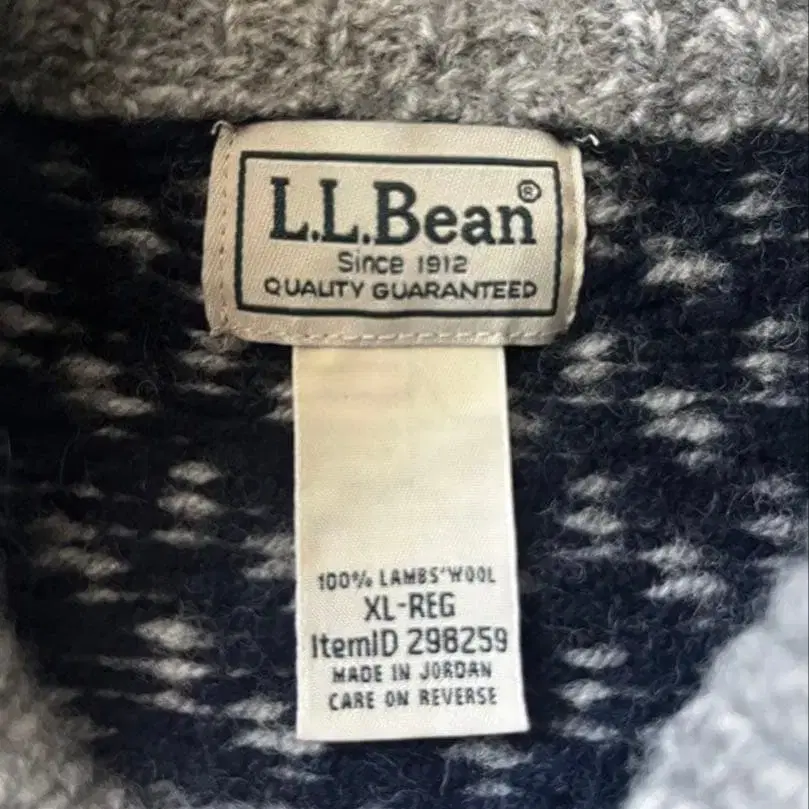 L.L.Bean®
Since 1912
QUALITY GUARANTEED
100% LAMBS'WOOL
XL-REG
ItemID 298259
MADE IN JORDAN
CARE ON REVERSE